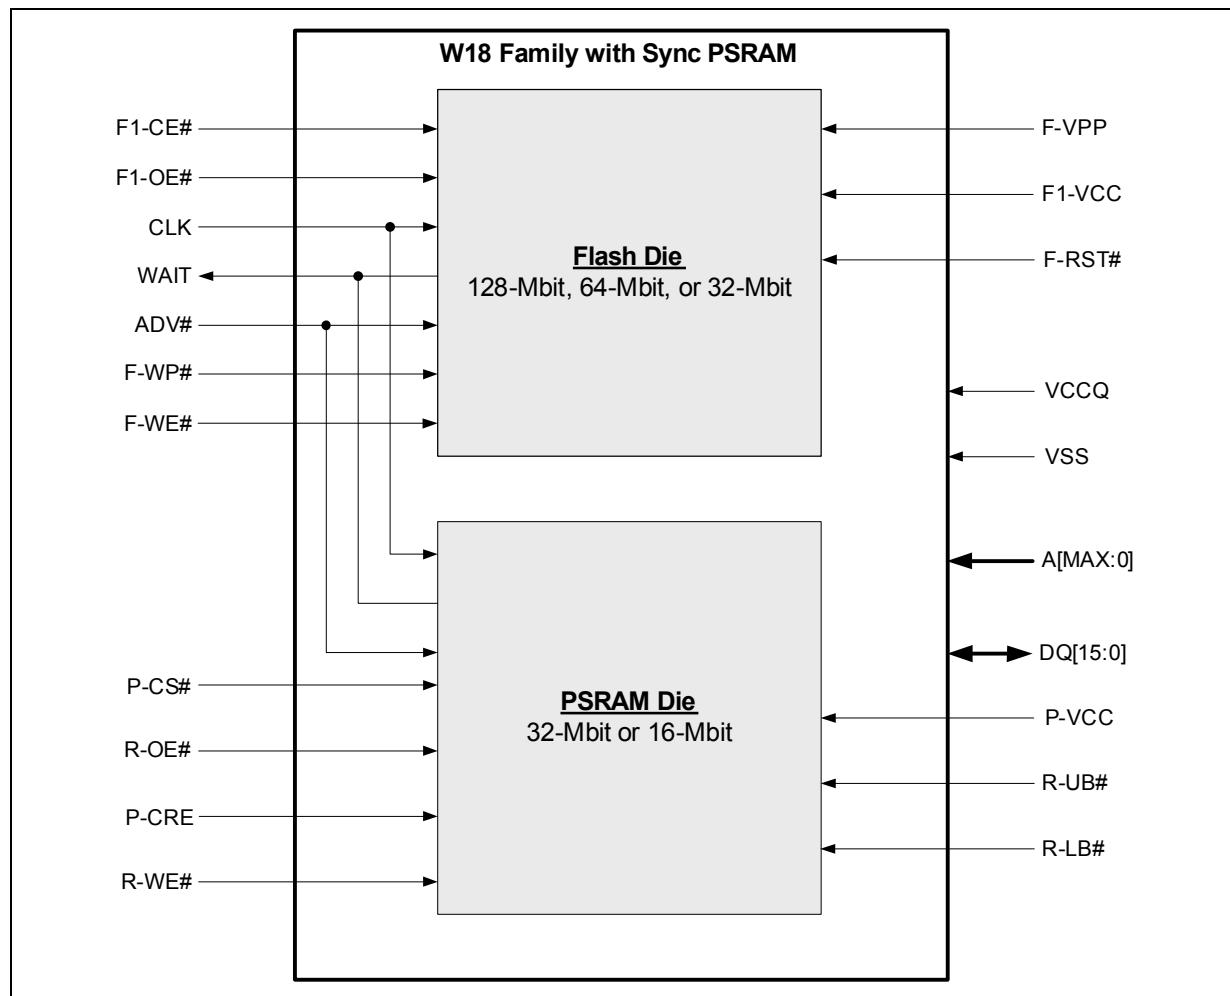 W18 Family with Sync PSRAM
F1-CE#
F1-OE#
CLK
WAIT
ADV#
F-WP#
F-WE#
Flash Die
128-Mbit, 64-Mbit, or 32-Mbit
F-VPP
F1-VCC
F-RST#
VCCQ
VSS
A[MAX:0]
DQ[15:0]
P-CS#
R-OE#
P-CRE
R-WE#
PSRAM Die
32-Mbit or 16-Mbit
P-VCC
R-UB#
R-LB#